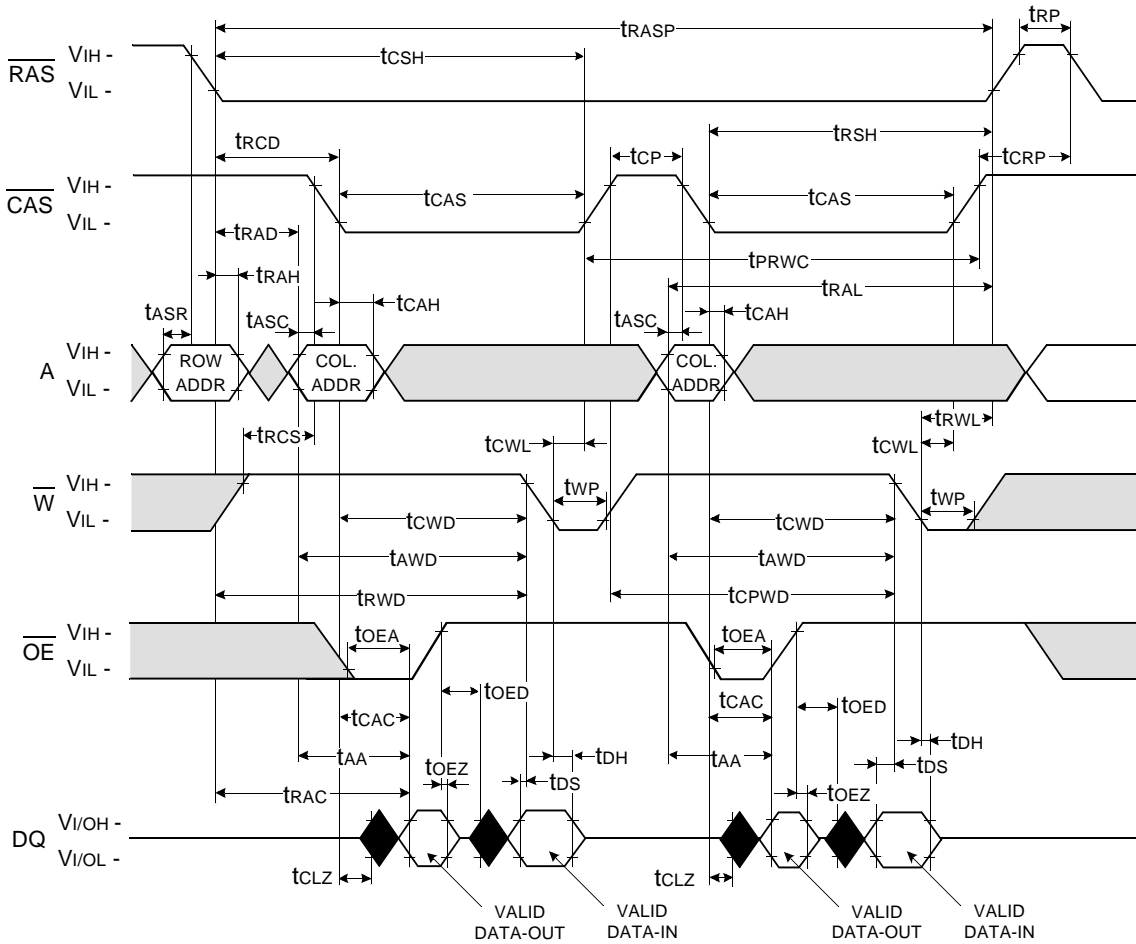 tRASP
tRP
tCSH
RAS
VIH -
VIL -
tRCD
tRSH
tCP
tCRP
CAS
VIH -
VIL -
tCAS
tCAS
tRAD
tPRWC
tRAH
tRAL
tASR
tASC
tCAH
tASC
tCAH
A
VIH -
VIL -
ROW
ADDR
COL.
ADDR
COL.
ADDR
tRCS
tCWL
tRWL
tCWL
W
VIH -
VIL -
tWP
tWP
tCWD
tCWD
tAWD
tAWD
tRWD
tCPWD
OE
VIH -
VIL -
tOEA
tOEA
tCAC
tOED
tCAC
tOED
tAA
tOEZ
tDH
tDS
tAA
tOEZ
tDH
tDS
tRAC
DQ
VI/OH -
VI/OL -
tCLZ
tCLZ
VALID
DATA-OUT
VALID
DATA-IN
VALID
DATA-OUT
VALID
DATA-IN